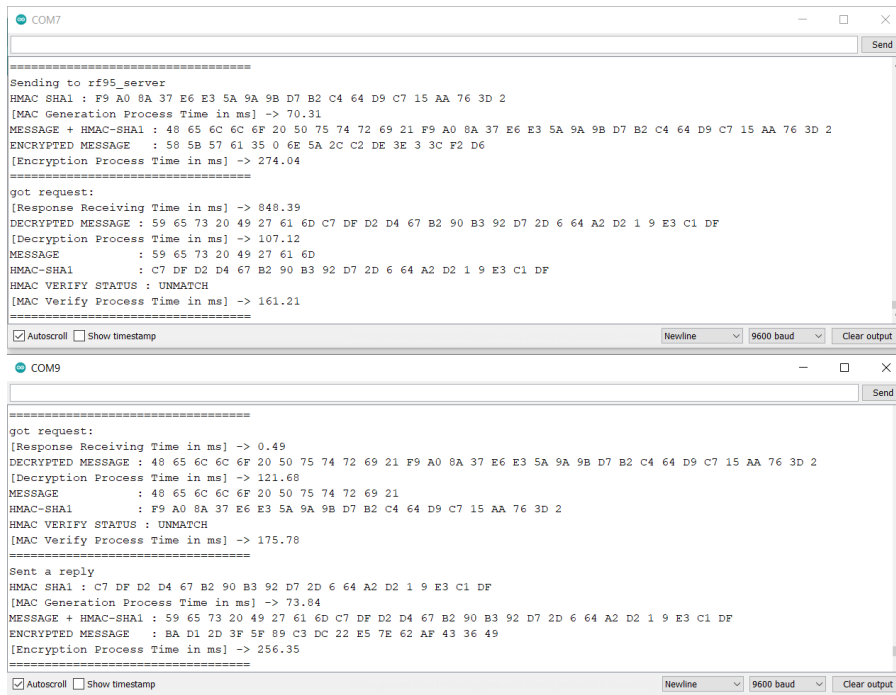 COM7
Send
==================================
Sending to rf95_server
HMAC SHA1 : F9 A0 8A 37 E6 E3 5A 9A 9B D7 B2 C4 64 D9 C7 15 AA 76 3D 2
[MAC Generation Process Time in ms] -> 70.31
MESSAGE + HMAC-SHA1 : 48 65 6C 6C 6F 20 50 75 74 72 69 21 F9 A0 8A 37 E6 E3 5A 9A 9B D7 B2 C4 64 D9 C7 15 AA 76 3D 2
ENCRYPTED MESSAGE : 58 5B 57 61 35 0 6E 5A 2C C2 DE 3E 3 3C F2 D6
[Encryption Process Time in ms] -> 274.04
==================================
got request:
[Response Receiving Time in ms] -> 848.39
DECRYPTED MESSAGE : 59 65 73 20 49 27 61 6D C7 DF D2 D4 67 B2 90 B3 92 D7 2D 6 64 A2 D2 1 9 E3 C1 DF
[Decryption Process Time in ms] -> 107.12
MESSAGE : 59 65 73 20 49 27 61 6D
HMAC-SHA1 : C7 DF D2 D4 67 B2 90 B3 92 D7 2D 6 64 A2 D2 1 9 E3 C1 DF
HMAC VERIFY STATUS : UNMATCH
[MAC Verify Process Time in ms] -> 161.21
==================================
Autoscroll Show timestamp Newline 9600 baud Clear output
COM9
Send
==================================
got request:
[Response Receiving Time in ms] -> 0.49
DECRYPTED MESSAGE : 48 65 6C 6C 6F 20 50 75 74 72 69 21 F9 A0 8A 37 E6 E3 5A 9A 9B D7 B2 C4 64 D9 C7 15 AA 76 3D 2
[Decryption Process Time in ms] -> 121.68
MESSAGE : 48 65 6C 6C 6F 20 50 75 74 72 69 21
HMAC-SHA1 : F9 A0 8A 37 E6 E3 5A 9A 9B D7 B2 C4 64 D9 C7 15 AA 76 3D 2
HMAC VERIFY STATUS : UNMATCH
[MAC Verify Process Time in ms] -> 175.78
==================================
Sent a reply
HMAC SHA1 : C7 DF D2 D4 67 B2 90 B3 92 D7 2D 6 64 A2 D2 1 9 E3 C1 DF
[MAC Generation Process Time in ms] -> 73.84
MESSAGE + HMAC-SHA1 : 59 65 73 20 49 27 61 6D C7 DF D2 D4 67 B2 90 B3 92 D7 2D 6 64 A2 D2 1 9 E3 C1 DF
ENCRYPTED MESSAGE : BA D1 2D 3F 5F 89 C3 DC 22 E5 7E 62 AF 43 36 49
[Encryption Process Time in ms] -> 256.35
==================================
Autoscroll Show timestamp Newline 9600 baud Clear output